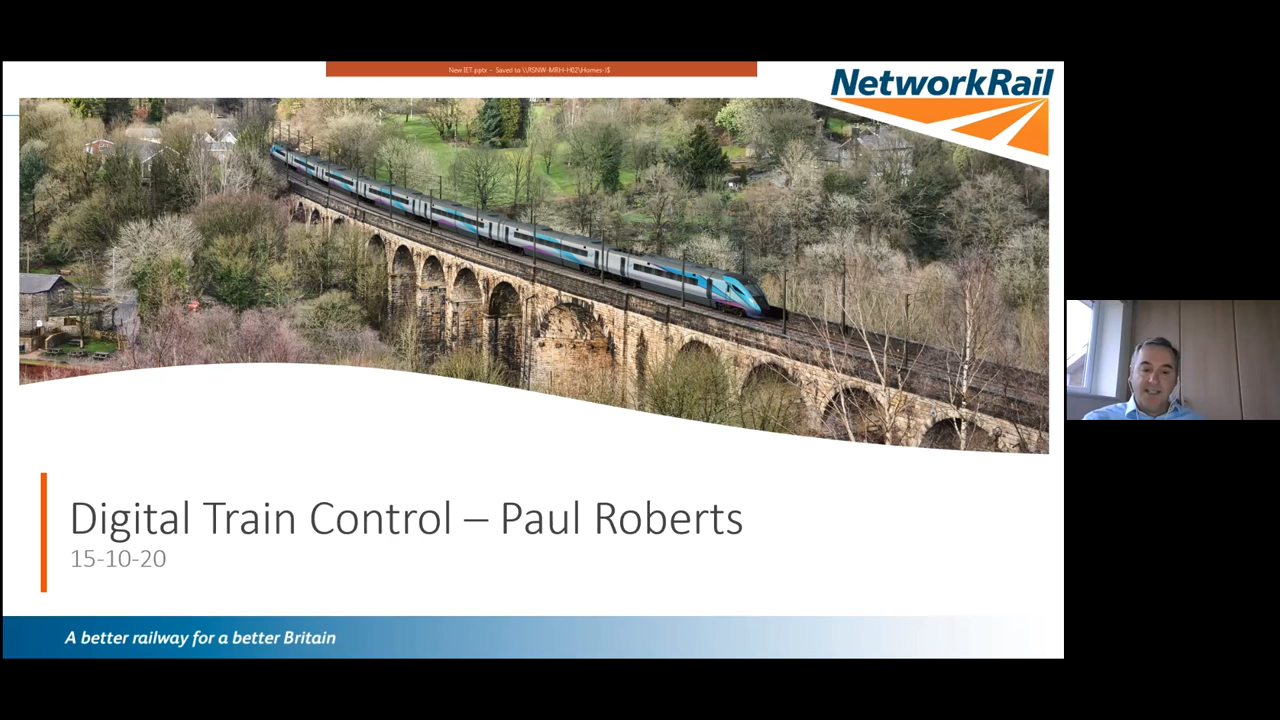 New IET.pptx - Saved to \\RSNW-MRH-H02\Homes-I$
NetworkRail
Digital Train Control – Paul Roberts
15-10-20
A better railway for a better Britain